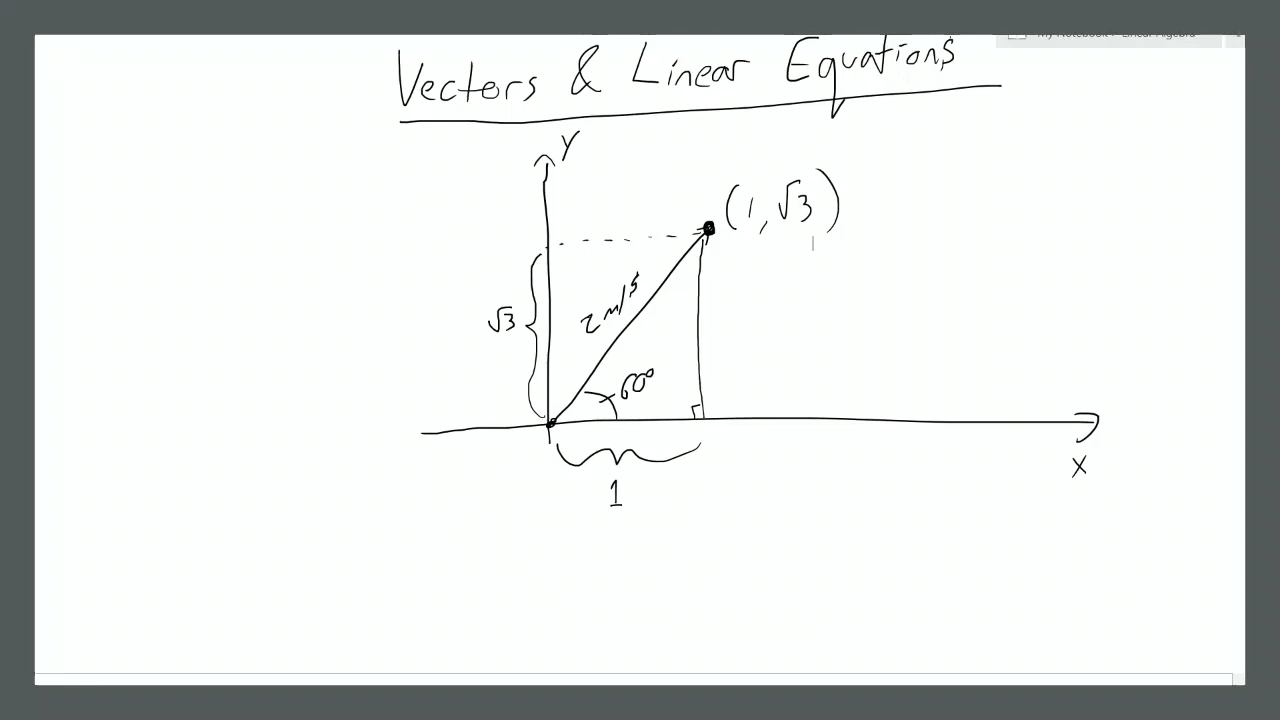 Vectors & Linear Equations
Y
(1, √3)
2 m/s
√3
60°
X
1